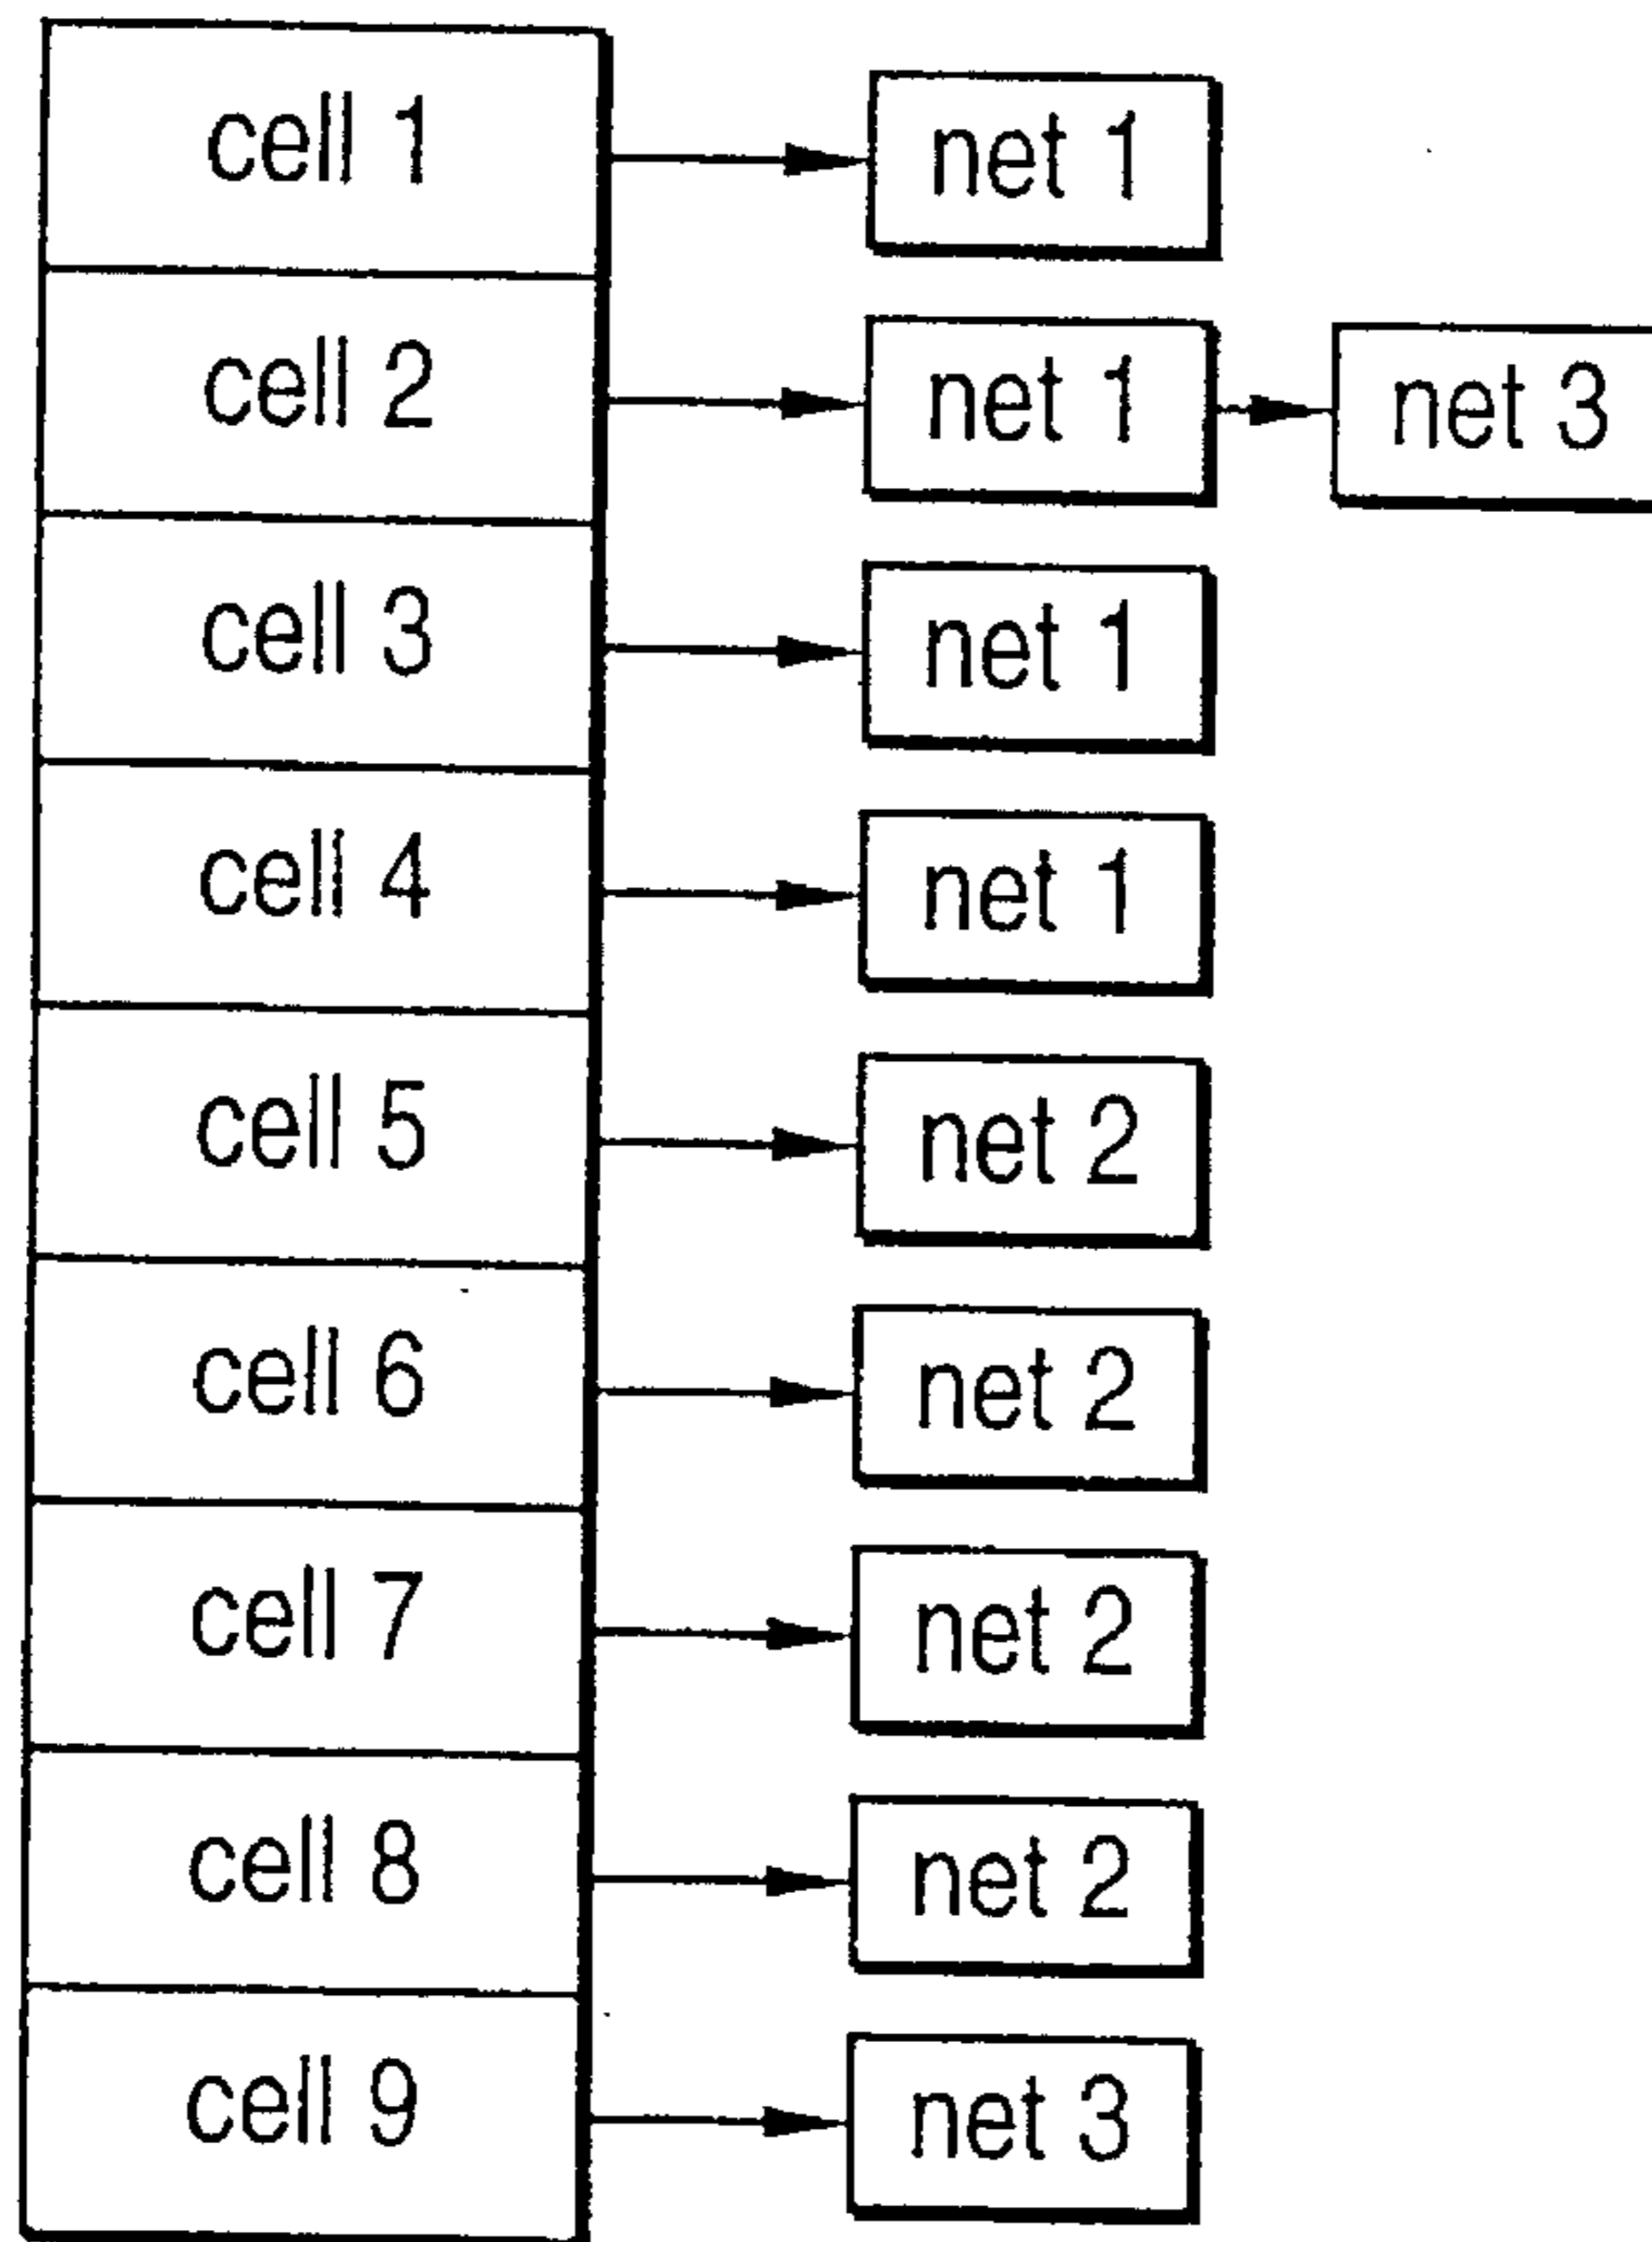 cell 1 net 1
cell 2 net 1 net 3
cell 3 net 1
cell 4 net 1
cell 5 net 2
cell 6 net 2
cell 7 net 2
cell 8 net 2
cell 9 net 3